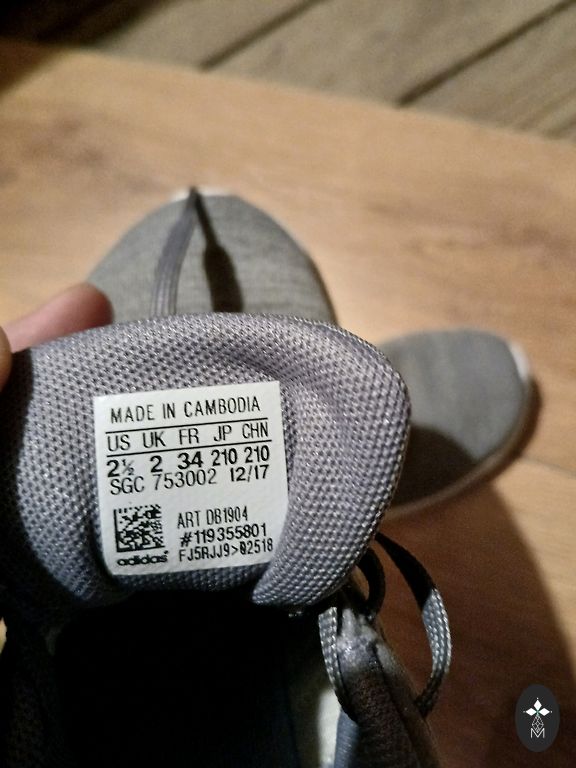 MADE IN CAMBODIA
US UK FR JP CHN
2½ 2 34 210 210
SGC 753002 12/17
ART DB1904
#119355801
FJ5RJJ9>02518
adidas
M